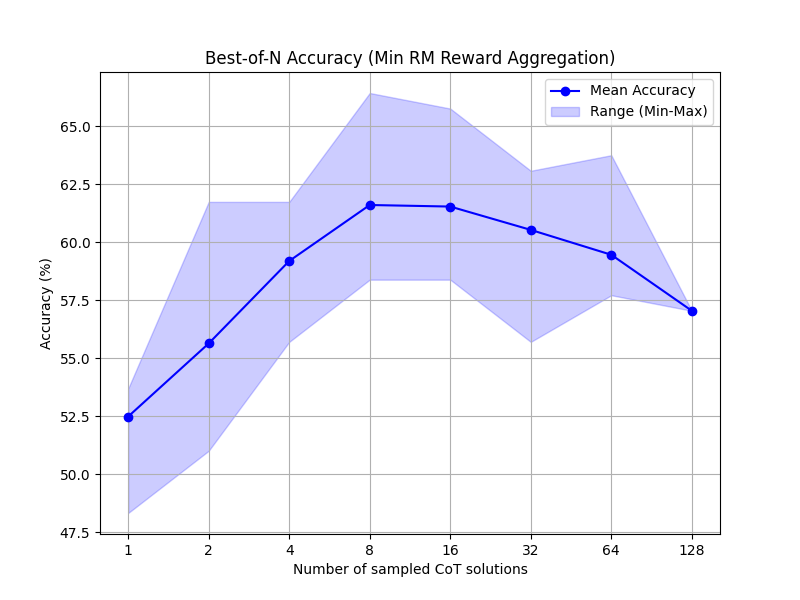 Best-of-N Accuracy (Min RM Reward Aggregation)
Mean Accuracy
Range (Min-Max)
65.0
62.5
60.0
57.5
55.0
52.5
50.0
47.5
Accuracy (%)
1 2 4 8 16 32 64 128
Number of sampled CoT solutions